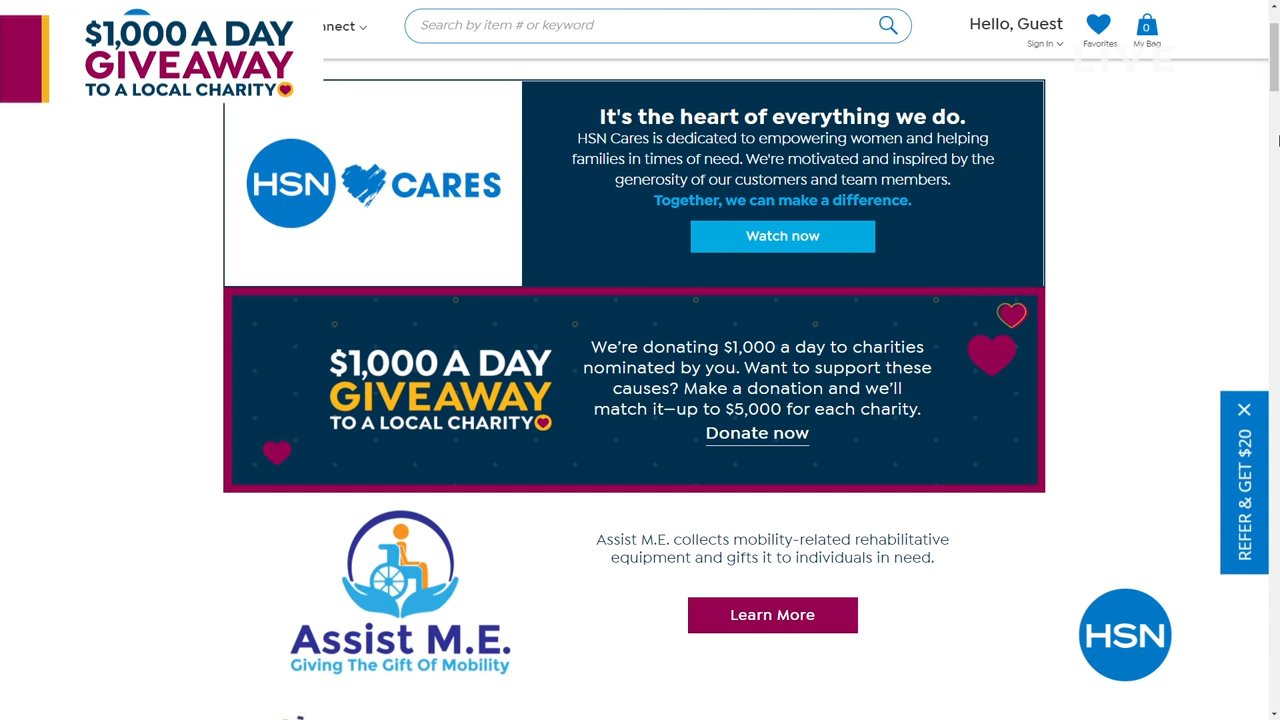 $1,000 A DAY
GIVEAWAY
TO A LOCAL CHARITY
Search by item # or keyword
Hello, Guest
Sign In
Favorites
0
My Bag
LIVE
HSN CARES
It's the heart of everything we do.
HSN Cares is dedicated to empowering women and helping
families in times of need. We're motivated and inspired by the
generosity of our customers and team members.
Together, we can make a difference.
Watch now
$1,000 A DAY
GIVEAWAY
TO A LOCAL CHARITY
We're donating $1,000 a day to charities
nominated by you. Want to support these
causes? Make a donation and we'll
match it—up to $5,000 for each charity.
Donate now
REFER & GET $20
Assist M.E.
Giving The Gift Of Mobility
Assist M.E. collects mobility-related rehabilitative
equipment and gifts it to individuals in need.
Learn More
HSN